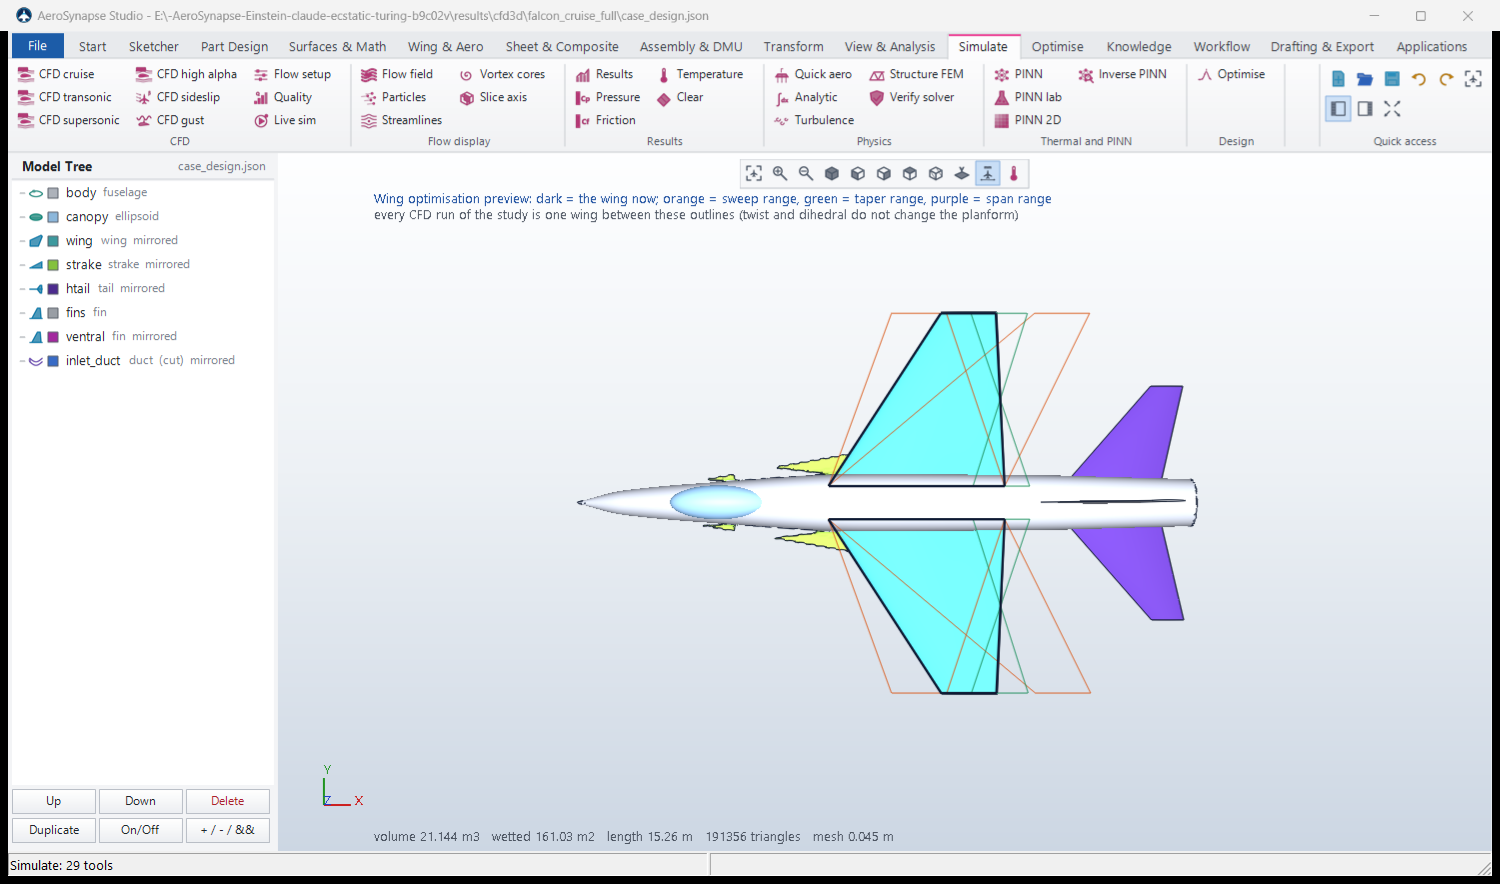 AeroSynapse Studio - E:\-AeroSynapse-Einstein-claude-ecstatic-turing-b9c02v\results\cfd3d\falcon_cruise_full\case_design.json
File Start Sketcher Part Design Surfaces & Math Wing & Aero Sheet & Composite Assembly & DMU Transform View & Analysis Simulate Optimise Knowledge Workflow Drafting & Export Applications
CFD cruise CFD high alpha Flow setup
CFD transonic CFD sideslip Quality
CFD supersonic CFD gust Live sim
CFD
Flow field Vortex cores
Particles Slice axis
Streamlines
Flow display
Results Temperature
Pressure Clear
Friction
Results
Quick aero Structure FEM
Analytic Verify solver
Turbulence
Physics
PINN Inverse PINN
PINN lab
PINN 2D
Thermal and PINN
Optimise
Design
Quick access
Model Tree case_design.json
body fuselage
canopy ellipsoid
wing wing mirrored
strake strake mirrored
htail tail mirrored
fins fin
ventral fin mirrored
inlet_duct duct (cut) mirrored
Wing optimisation preview: dark = the wing now; orange = sweep range, green = taper range, purple = span range
every CFD run of the study is one wing between these outlines (twist and dihedral do not change the planform)
Y
Z X
volume 21.144 m3 wetted 161.03 m2 length 15.26 m 191356 triangles mesh 0.045 m
Up Down Delete
Duplicate On/Off + / - / &&
Simulate: 29 tools